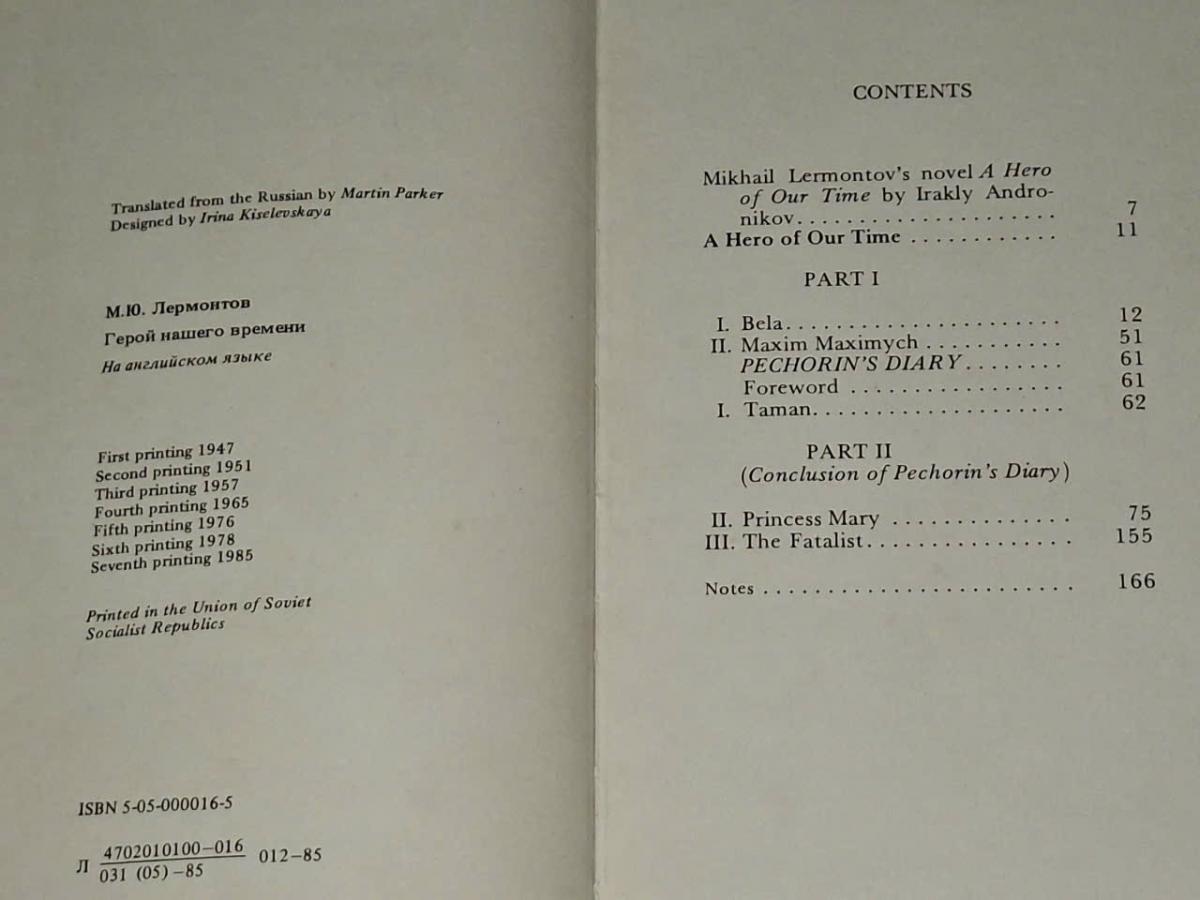 Translated from the Russian by Martin Parker
Designed by Irina Kiselevskaya
М.Ю. Лермонтов
Герой нашего времени
На английском языке
First printing 1947
Second printing 1951
Third printing 1957
Fourth printing 1965
Fifth printing 1976
Sixth printing 1978
Seventh printing 1985
Printed in the Union of Soviet
Socialist Republics
ISBN 5-05-000016-5
Л 4702010100–016 012–85
031 (05) –85
CONTENTS
Mikhail Lermontov's novel A Hero
of Our Time by Irakly Andro-
nikov. . . . . . . . . . . . . . . . . . . . . . 7
A Hero of Our Time . . . . . . . . . . . . 11
PART I
I. Bela. . . . . . . . . . . . . . . . . . . . . . . 12
II. Maxim Maximych . . . . . . . . . . . 51
PECHORIN'S DIARY. . . . . . . . 61
Foreword . . . . . . . . . . . . . . . . . 61
I. Taman. . . . . . . . . . . . . . . . . . . . . 62
PART II
(Conclusion of Pechorin's Diary)
II. Princess Mary . . . . . . . . . . . . . . 75
III. The Fatalist. . . . . . . . . . . . . . . . . 155
Notes . . . . . . . . . . . . . . . . . . . . . . . . 166